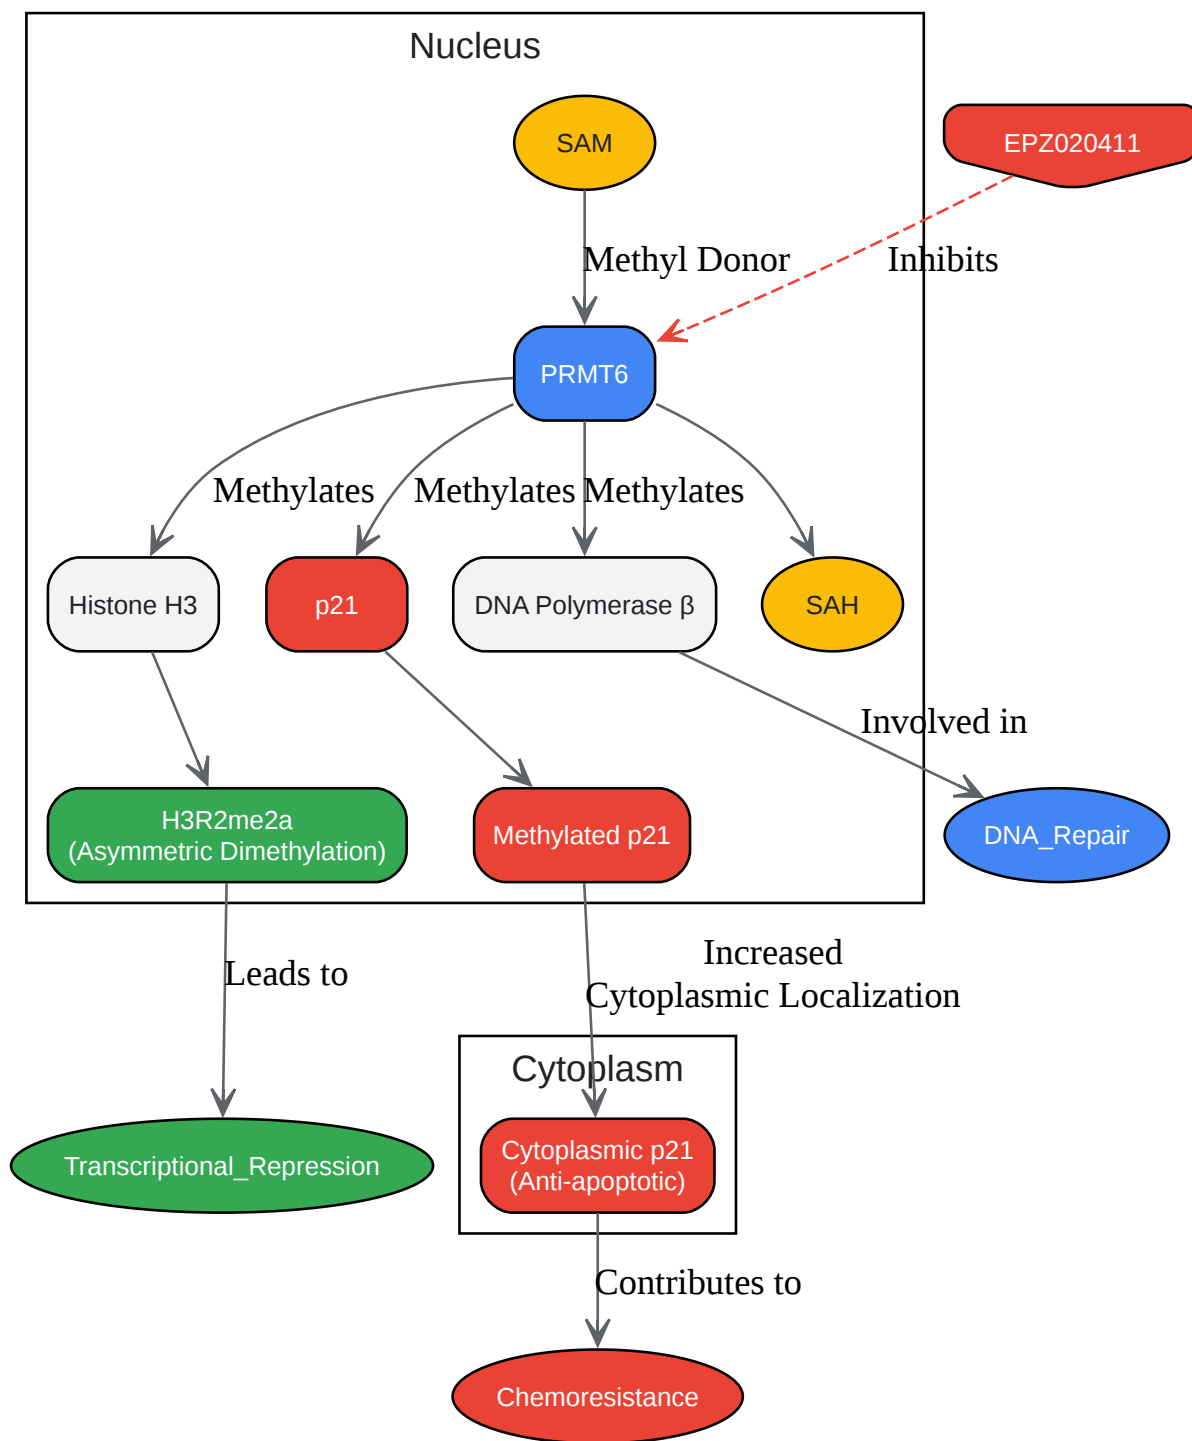 Nucleus
SAM
EPZ020411
Methyl Donor
Inhibits
PRMT6
Methylates
Methylates
Methylates
Histone H3
p21
DNA Polymerase β
SAH
Involved in
H3R2me2a
(Asymmetric Dimethylation)
Methylated p21
DNA_Repair
Leads to
Increased
Cytoplasmic Localization
Cytoplasm
Transcriptional_Repression
Cytoplasmic p21
(Anti-apoptotic)
Contributes to
Chemoresistance